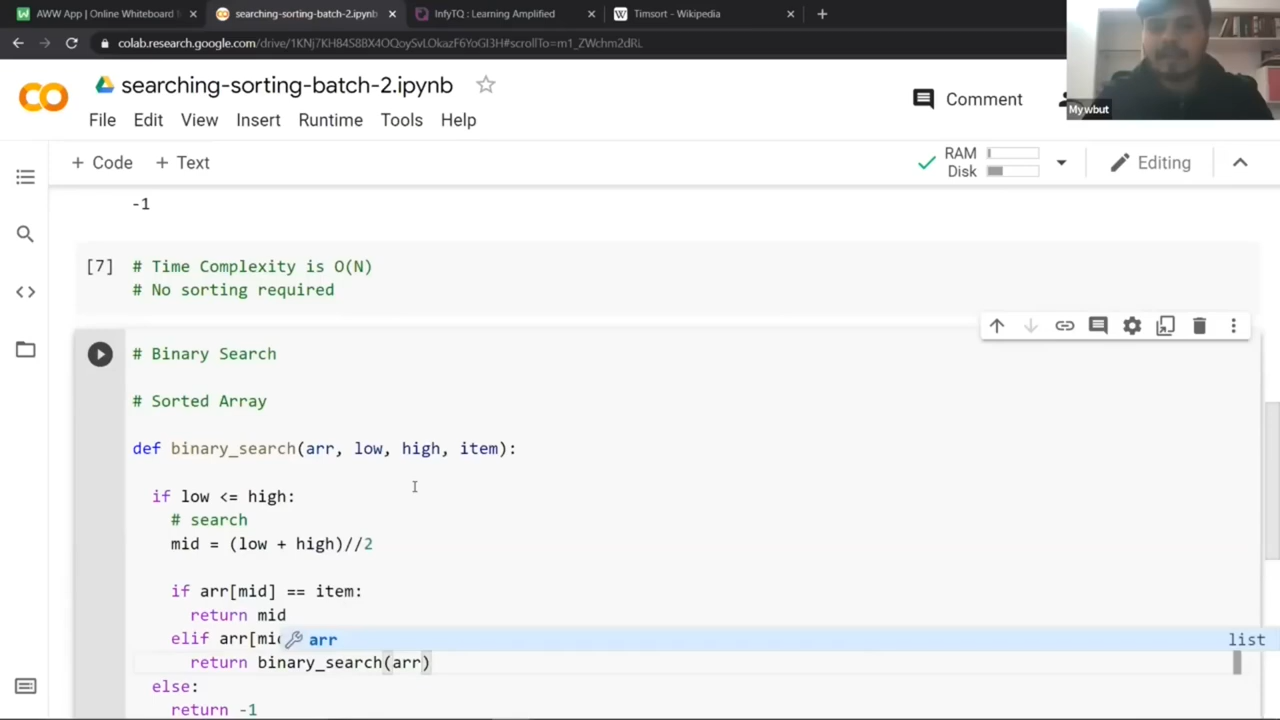 AWW App | Online Whiteboard
searching-sorting-batch-2.ipynb
InfyTQ : Learning Amplified
Timsort - Wikipedia
colab.research.google.com/drive/1KNj7KH84S8BX4OQoySvLOkazF6YoGI3H#scrollTo=m1_ZWchm2dRL
Mywbut
searching-sorting-batch-2.ipynb
Comment
File Edit View Insert Runtime Tools Help
+ Code + Text
RAM
Disk
Editing
-1
[7] # Time Complexity is O(N)
# No sorting required
# Binary Search
# Sorted Array
def binary_search(arr, low, high, item):
if low <= high:
# search
mid = (low + high)//2
if arr[mid] == item:
return mid
elif arr[mi
arr list
return binary_search(arr)
else:
return -1